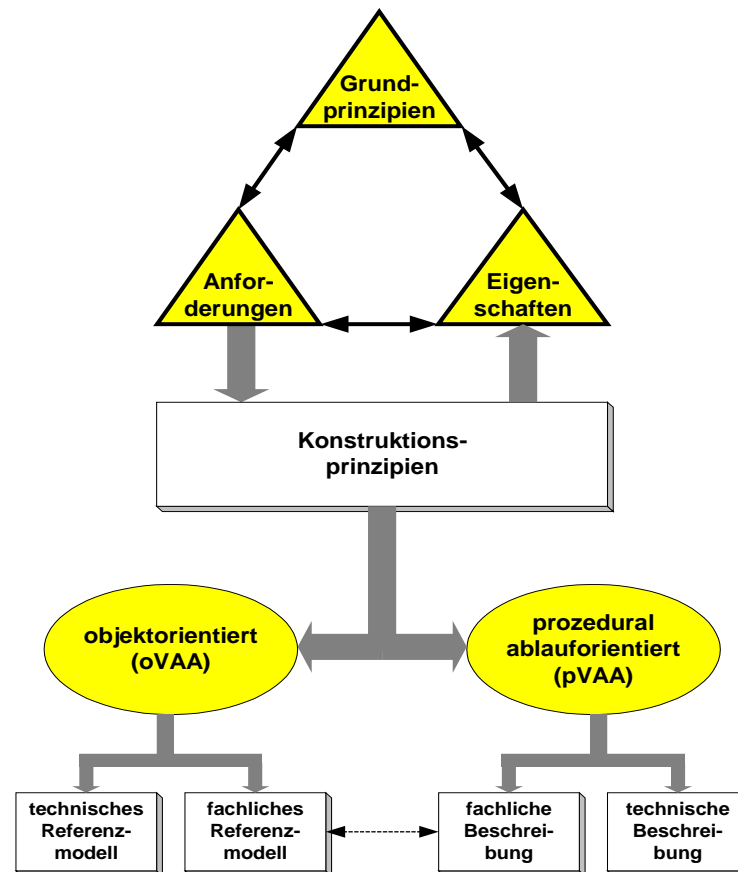 Grund-
prinzipien
Anfor-
derungen
Eigen-
schaften
Konstruktions-
prinzipien
objektorientiert
(oVAA)
prozedural
ablauforientiert
(pVAA)
technisches
Referenz-
modell
fachliches
Referenz-
modell
fachliche
Beschrei-
bung
technische
Beschrei-
bung